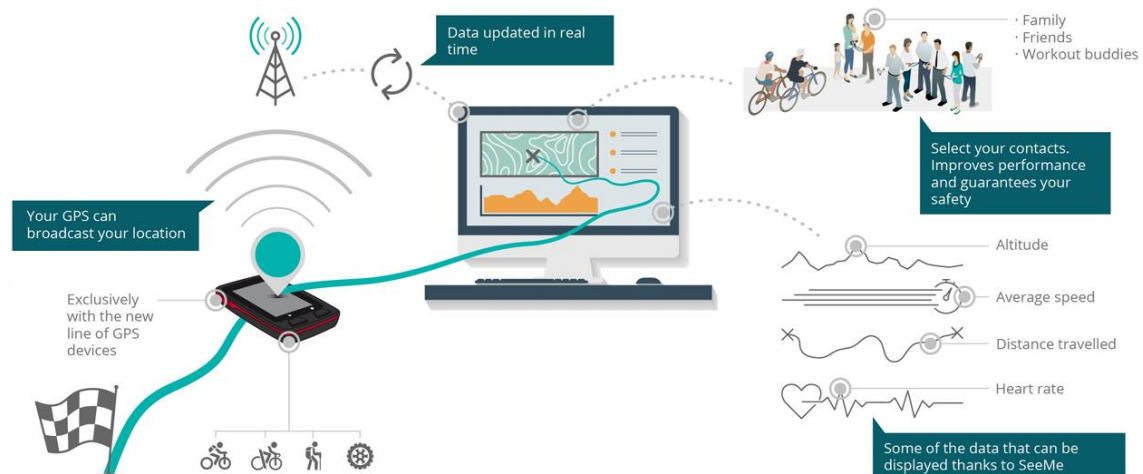 Data updated in real
time
· Family
· Friends
· Workout buddies
Select your contacts.
Improves performance
and guarantees your
safety
Your GPS can
broadcast your location
Exclusively
with the new
line of GPS
devices
Altitude
Average speed
Distance travelled
Heart rate
Some of the data that can be
displayed thanks to SeeMe